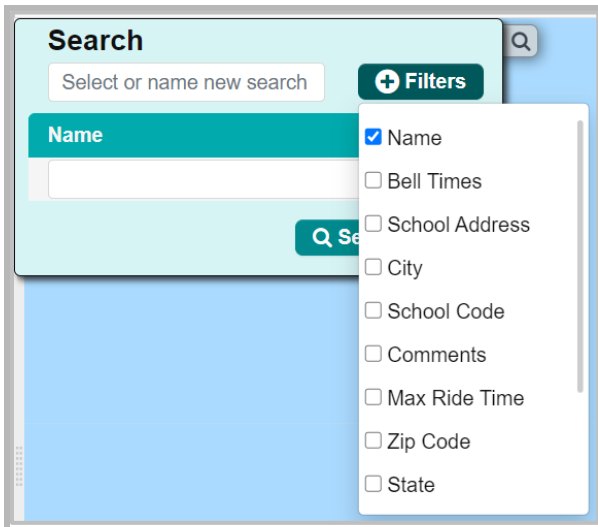 Search
Select or name new search
Filters
Name
Se
Name
Bell Times
School Address
City
School Code
Comments
Max Ride Time
Zip Code
State